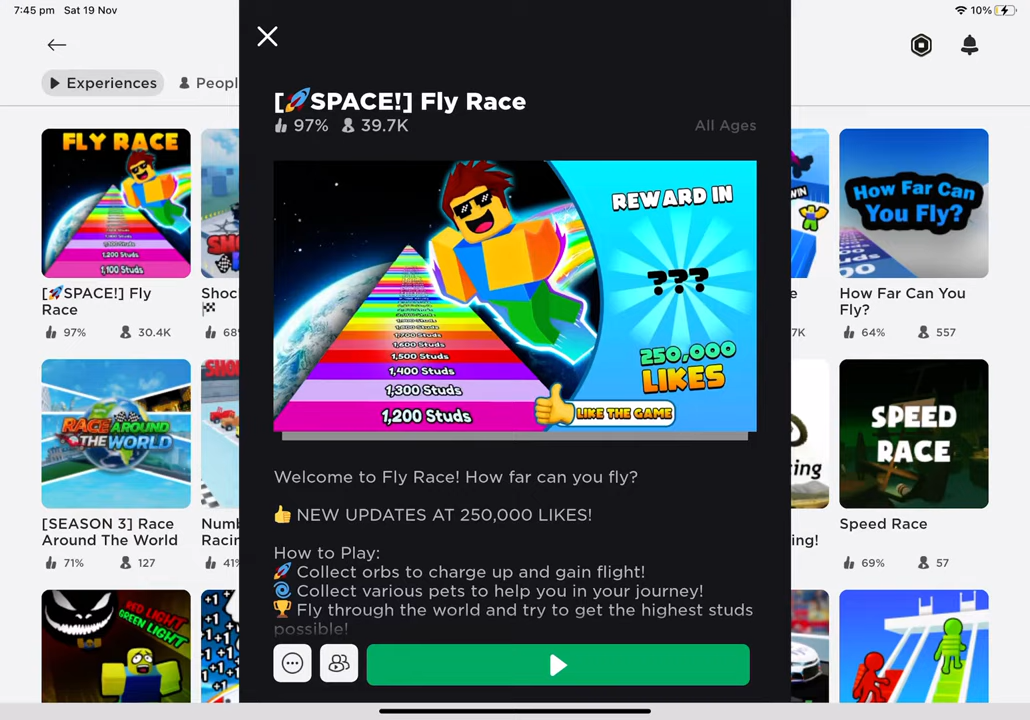 7:45 pm Sat 19 Nov
10%
Experiences
Peopl
[🚀SPACE!] Fly Race
97% 39.7K
All Ages
REWARD IN
???
250,000
LIKES!
LIKE THE GAME
1,600 Studs
1,500 Studs
1,400 Studs
1,300 Studs
1,200 Studs
Welcome to Fly Race! How far can you fly?
👍 NEW UPDATES AT 250,000 LIKES!
How to Play:
🚀 Collect orbs to charge up and gain flight!
🌀 Collect various pets to help you in your journey!
🏆 Fly through the world and try to get the highest studs
possible!
FLY RACE
1,200 Studs
1,100 Studs
[🚀SPACE!] Fly
Race
97% 30.4K
Shoc
🏁
68
WIN
e
7K
How Far Can
You Fly?
How Far Can You
Fly?
64% 557
RACE AROUND
THE WORLD
[SEASON 3] Race
Around The World
71% 127
Numb
Racin
41%
ing
ng!
SPEED
RACE
Speed Race
69% 57
RED LIGHT
GREEN LIGHT
+1
+1